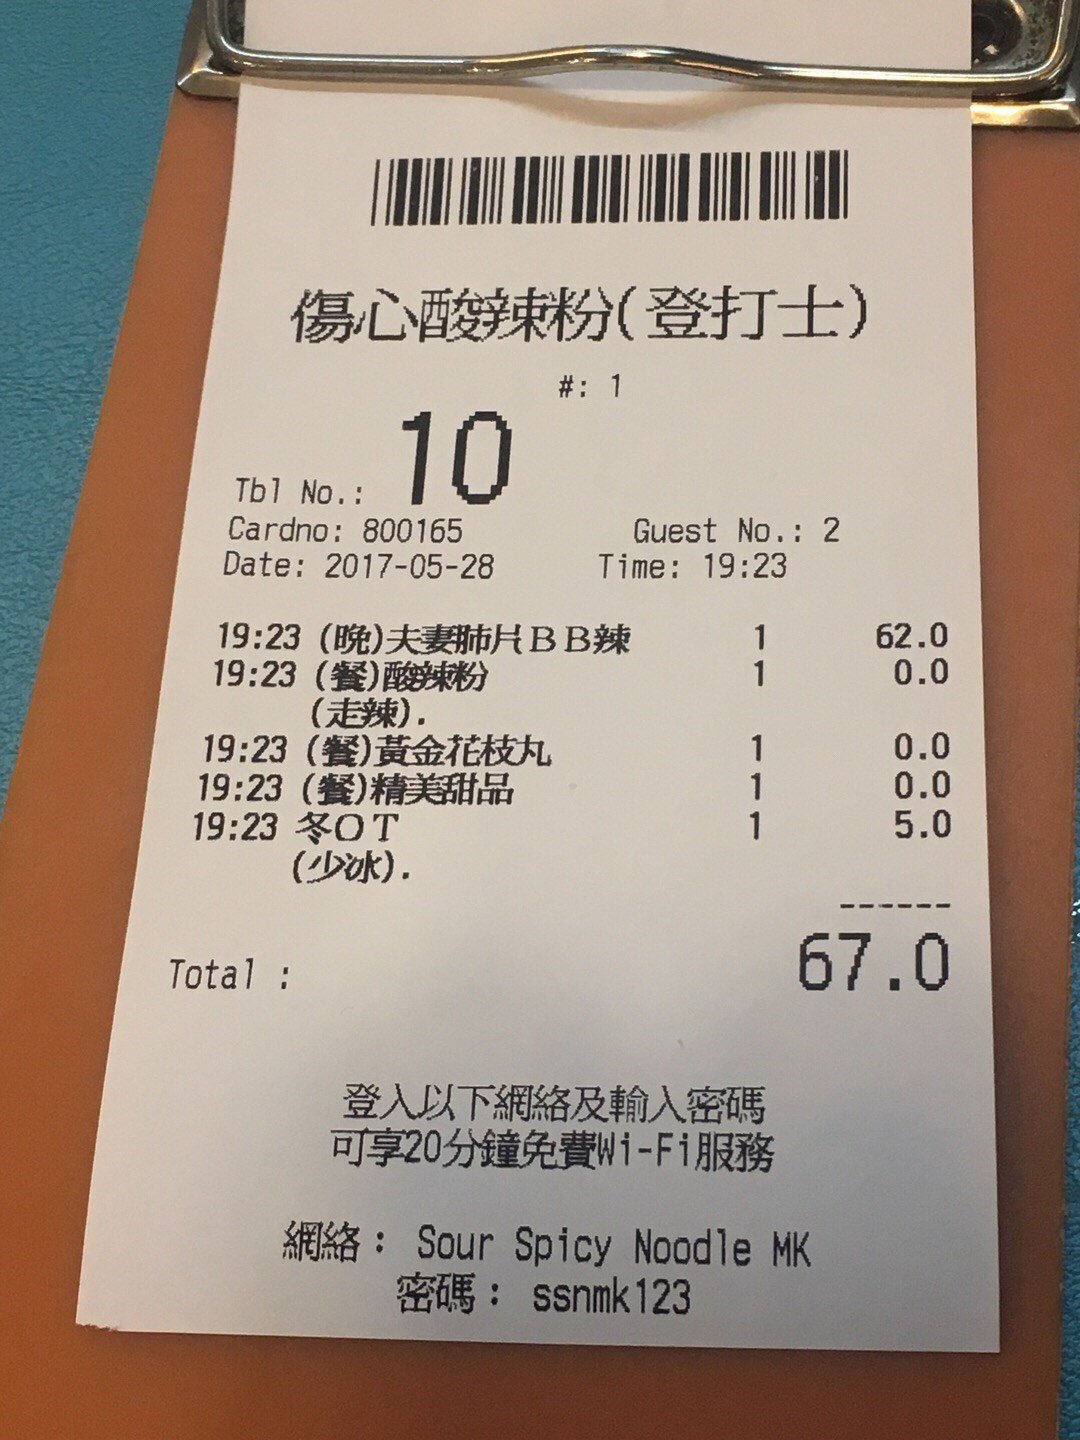 傷心酸辣粉(登打士)
#: 1
Tbl No.: 10
Cardno: 800165 Guest No.: 2
Date: 2017-05-28 Time: 19:23
19:23 (晚)夫妻肺片ＢＢ辣 1 62.0
19:23 (餐)酸辣粉 1 0.0
(走辣).
19:23 (餐)黃金花枝丸 1 0.0
19:23 (餐)精美甜品 1 0.0
19:23 冬ＯＴ 1 5.0
(少冰).
------
Total : 67.0
登入以下網絡及輸入密碼
可享20分鐘免費Wi-Fi服務
網絡： Sour Spicy Noodle MK
密碼： ssnmk123